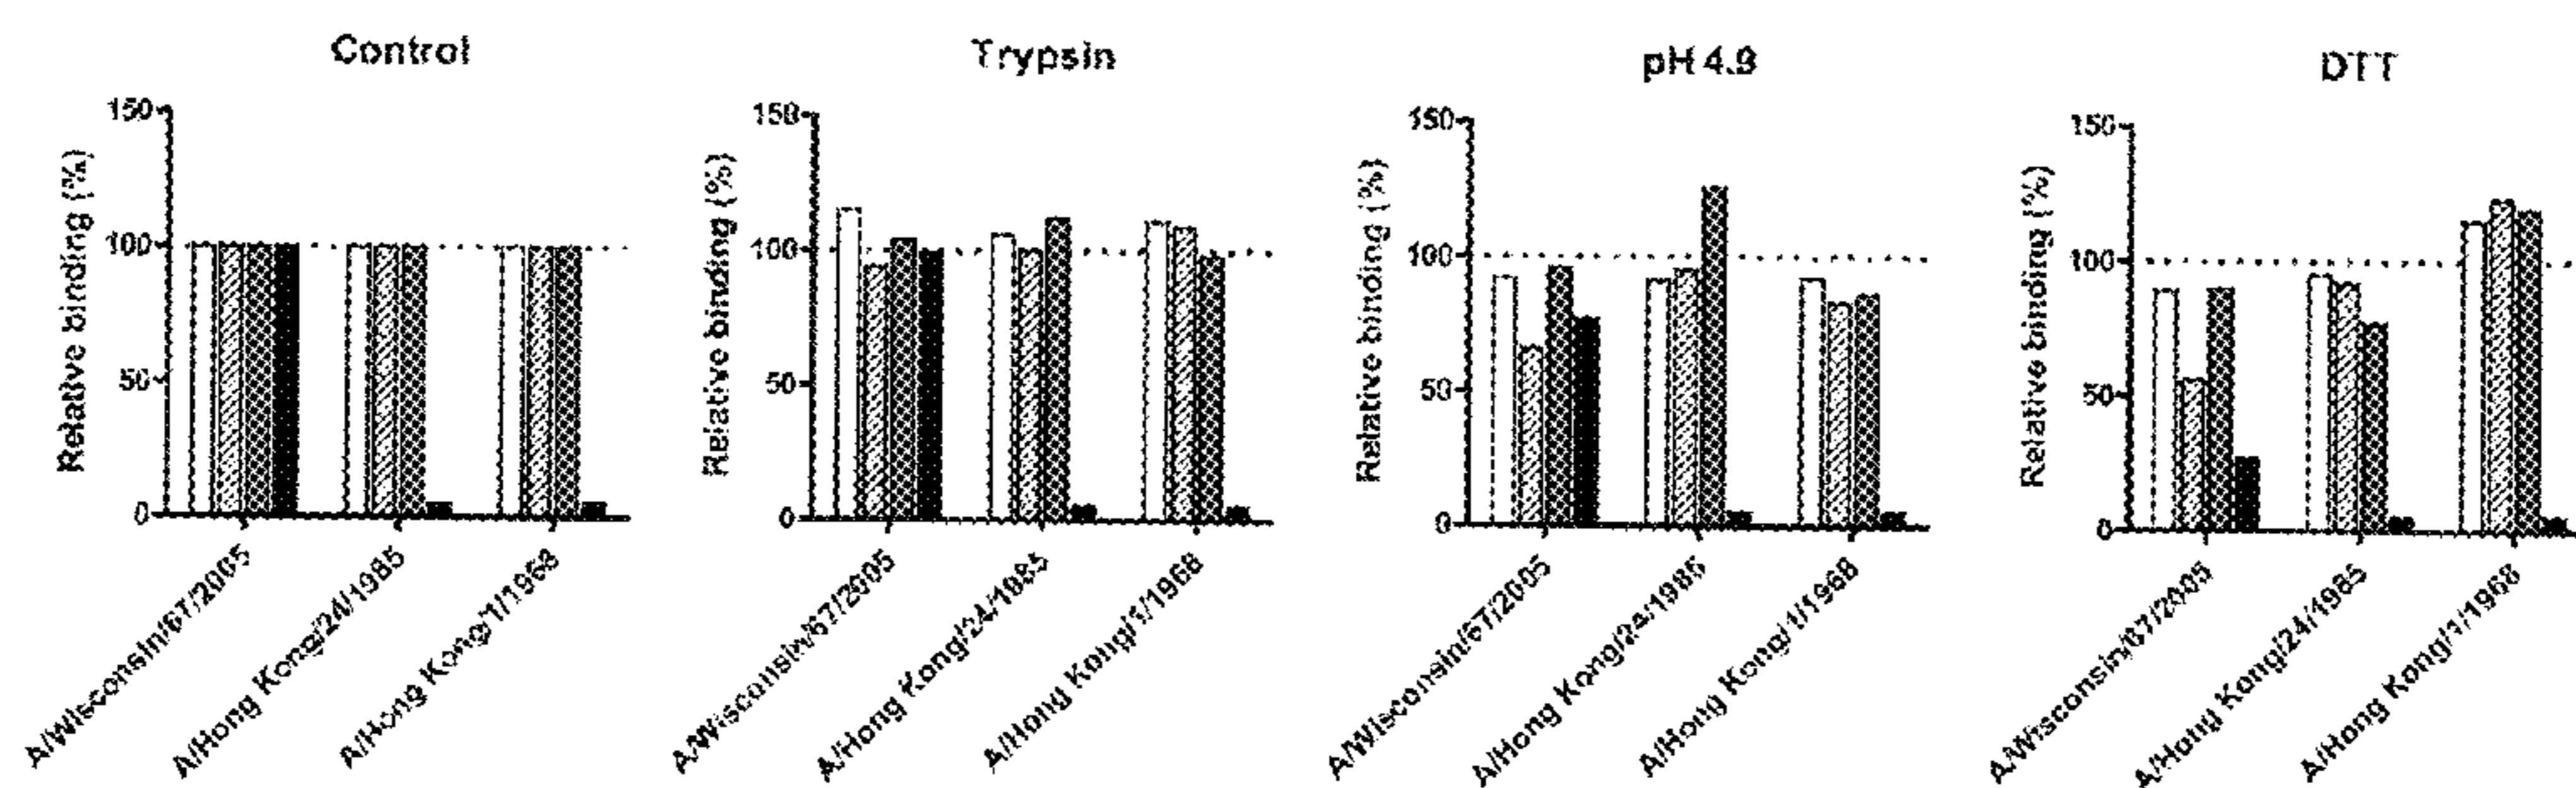 Control
150
100
50
0
Relative binding (%)
A/Wisconsin/67/2005
A/Hong Kong/24/1985
A/Hong Kong/1/1968
Trypsin
150
100
50
0
Relative binding (%)
A/Wisconsin/67/2005
A/Hong Kong/24/1985
A/Hong Kong/1/1968
pH 4.9
150
100
50
0
Relative binding (%)
A/Wisconsin/67/2005
A/Hong Kong/24/1985
A/Hong Kong/1/1968
DTT
150
100
50
0
Relative binding (%)
A/Wisconsin/67/2005
A/Hong Kong/24/1985
A/Hong Kong/1/1968